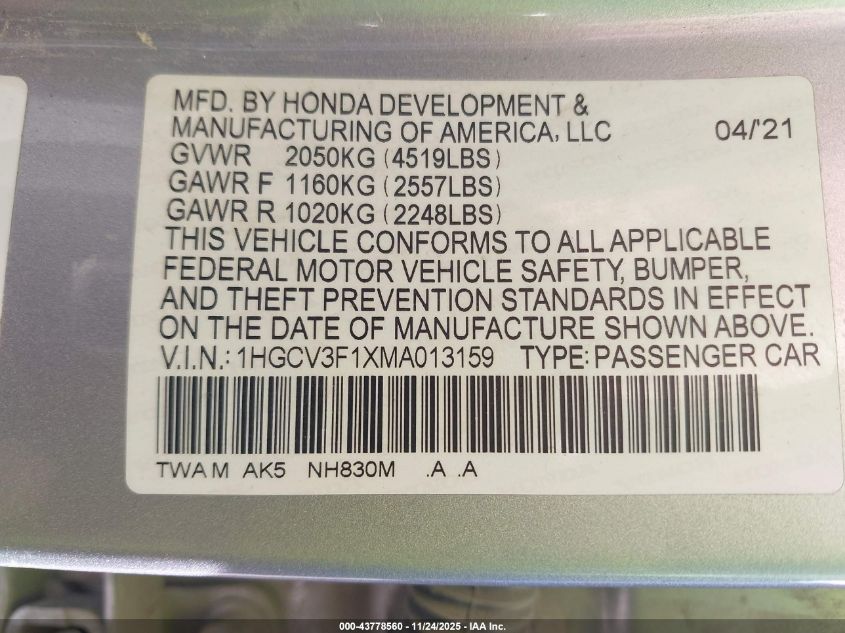 MFD. BY HONDA DEVELOPMENT &
MANUFACTURING OF AMERICA, LLC 04/'21
GVWR 2050KG (4519LBS)
GAWR F 1160KG (2557LBS)
GAWR R 1020KG (2248LBS)
THIS VEHICLE CONFORMS TO ALL APPLICABLE
FEDERAL MOTOR VEHICLE SAFETY, BUMPER,
AND THEFT PREVENTION STANDARDS IN EFFECT
ON THE DATE OF MANUFACTURE SHOWN ABOVE.
V.I.N.: 1HGCV3F1XMA013159 TYPE: PASSENGER CAR
TWA M AK5 NH830M .A .A
000-43778560 - 11/24/2025 - IAA Inc.